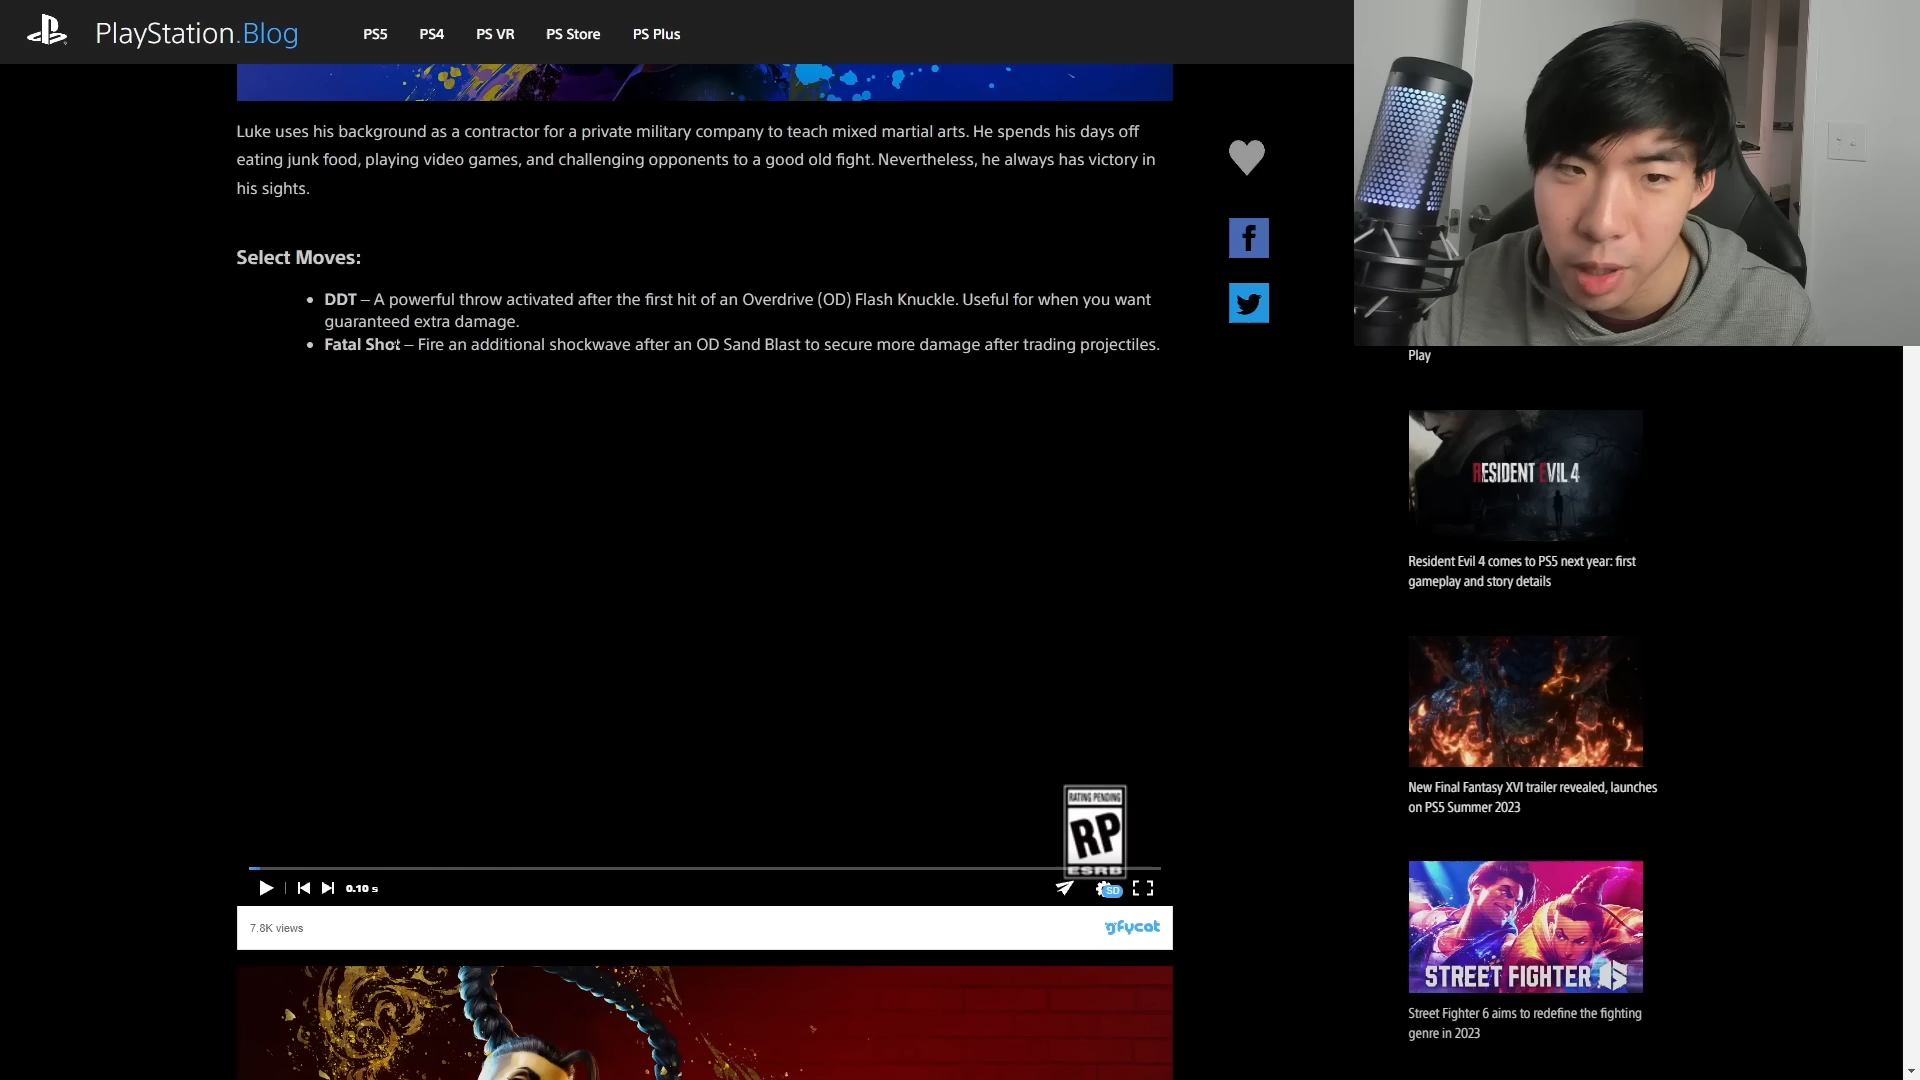 PlayStation.Blog
PS5
PS4
PS VR
PS Store
PS Plus
Luke uses his background as a contractor for a private military company to teach mixed martial arts. He spends his days off
eating junk food, playing video games, and challenging opponents to a good old fight. Nevertheless, he always has victory in
his sights.
Select Moves:
• DDT – A powerful throw activated after the first hit of an Overdrive (OD) Flash Knuckle. Useful for when you want
guaranteed extra damage.
• Fatal Shot – Fire an additional shockwave after an OD Sand Blast to secure more damage after trading projectiles.
RATING PENDING
RP
ESRB
0.10 s
SD
7.8K views
gfycat
Play
RESIDENT EVIL 4
Resident Evil 4 comes to PS5 next year: first
gameplay and story details
New Final Fantasy XVI trailer revealed, launches
on PS5 Summer 2023
STREET FIGHTER 6
Street Fighter 6 aims to redefine the fighting
genre in 2023